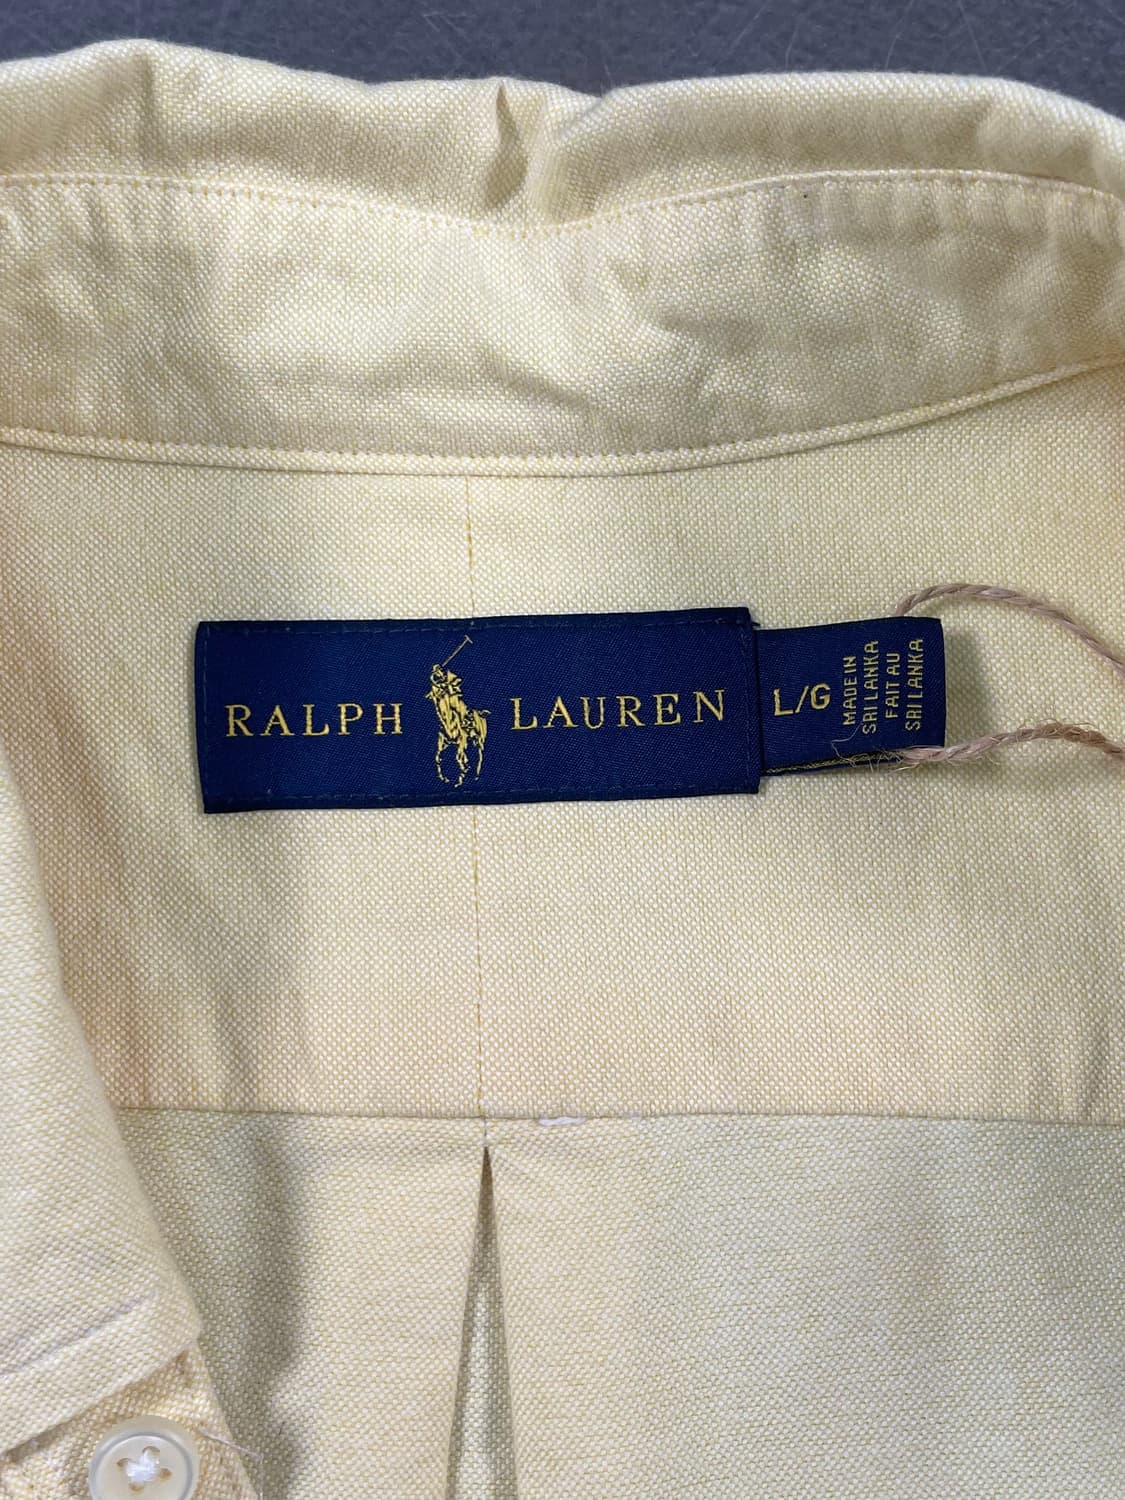 RALPH LAUREN
L/G
MADE IN
SRI LANKA
FAIT AU
SRI LANKA